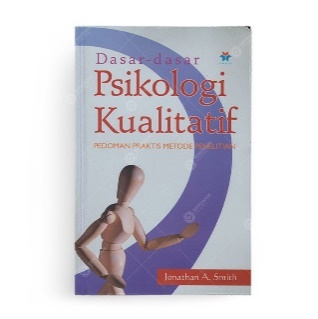 Dasar-dasar
Psikologi
Kualitatif
PEDOMAN PRAKTIS METODE PENELITIAN
Jonathan A. Smith